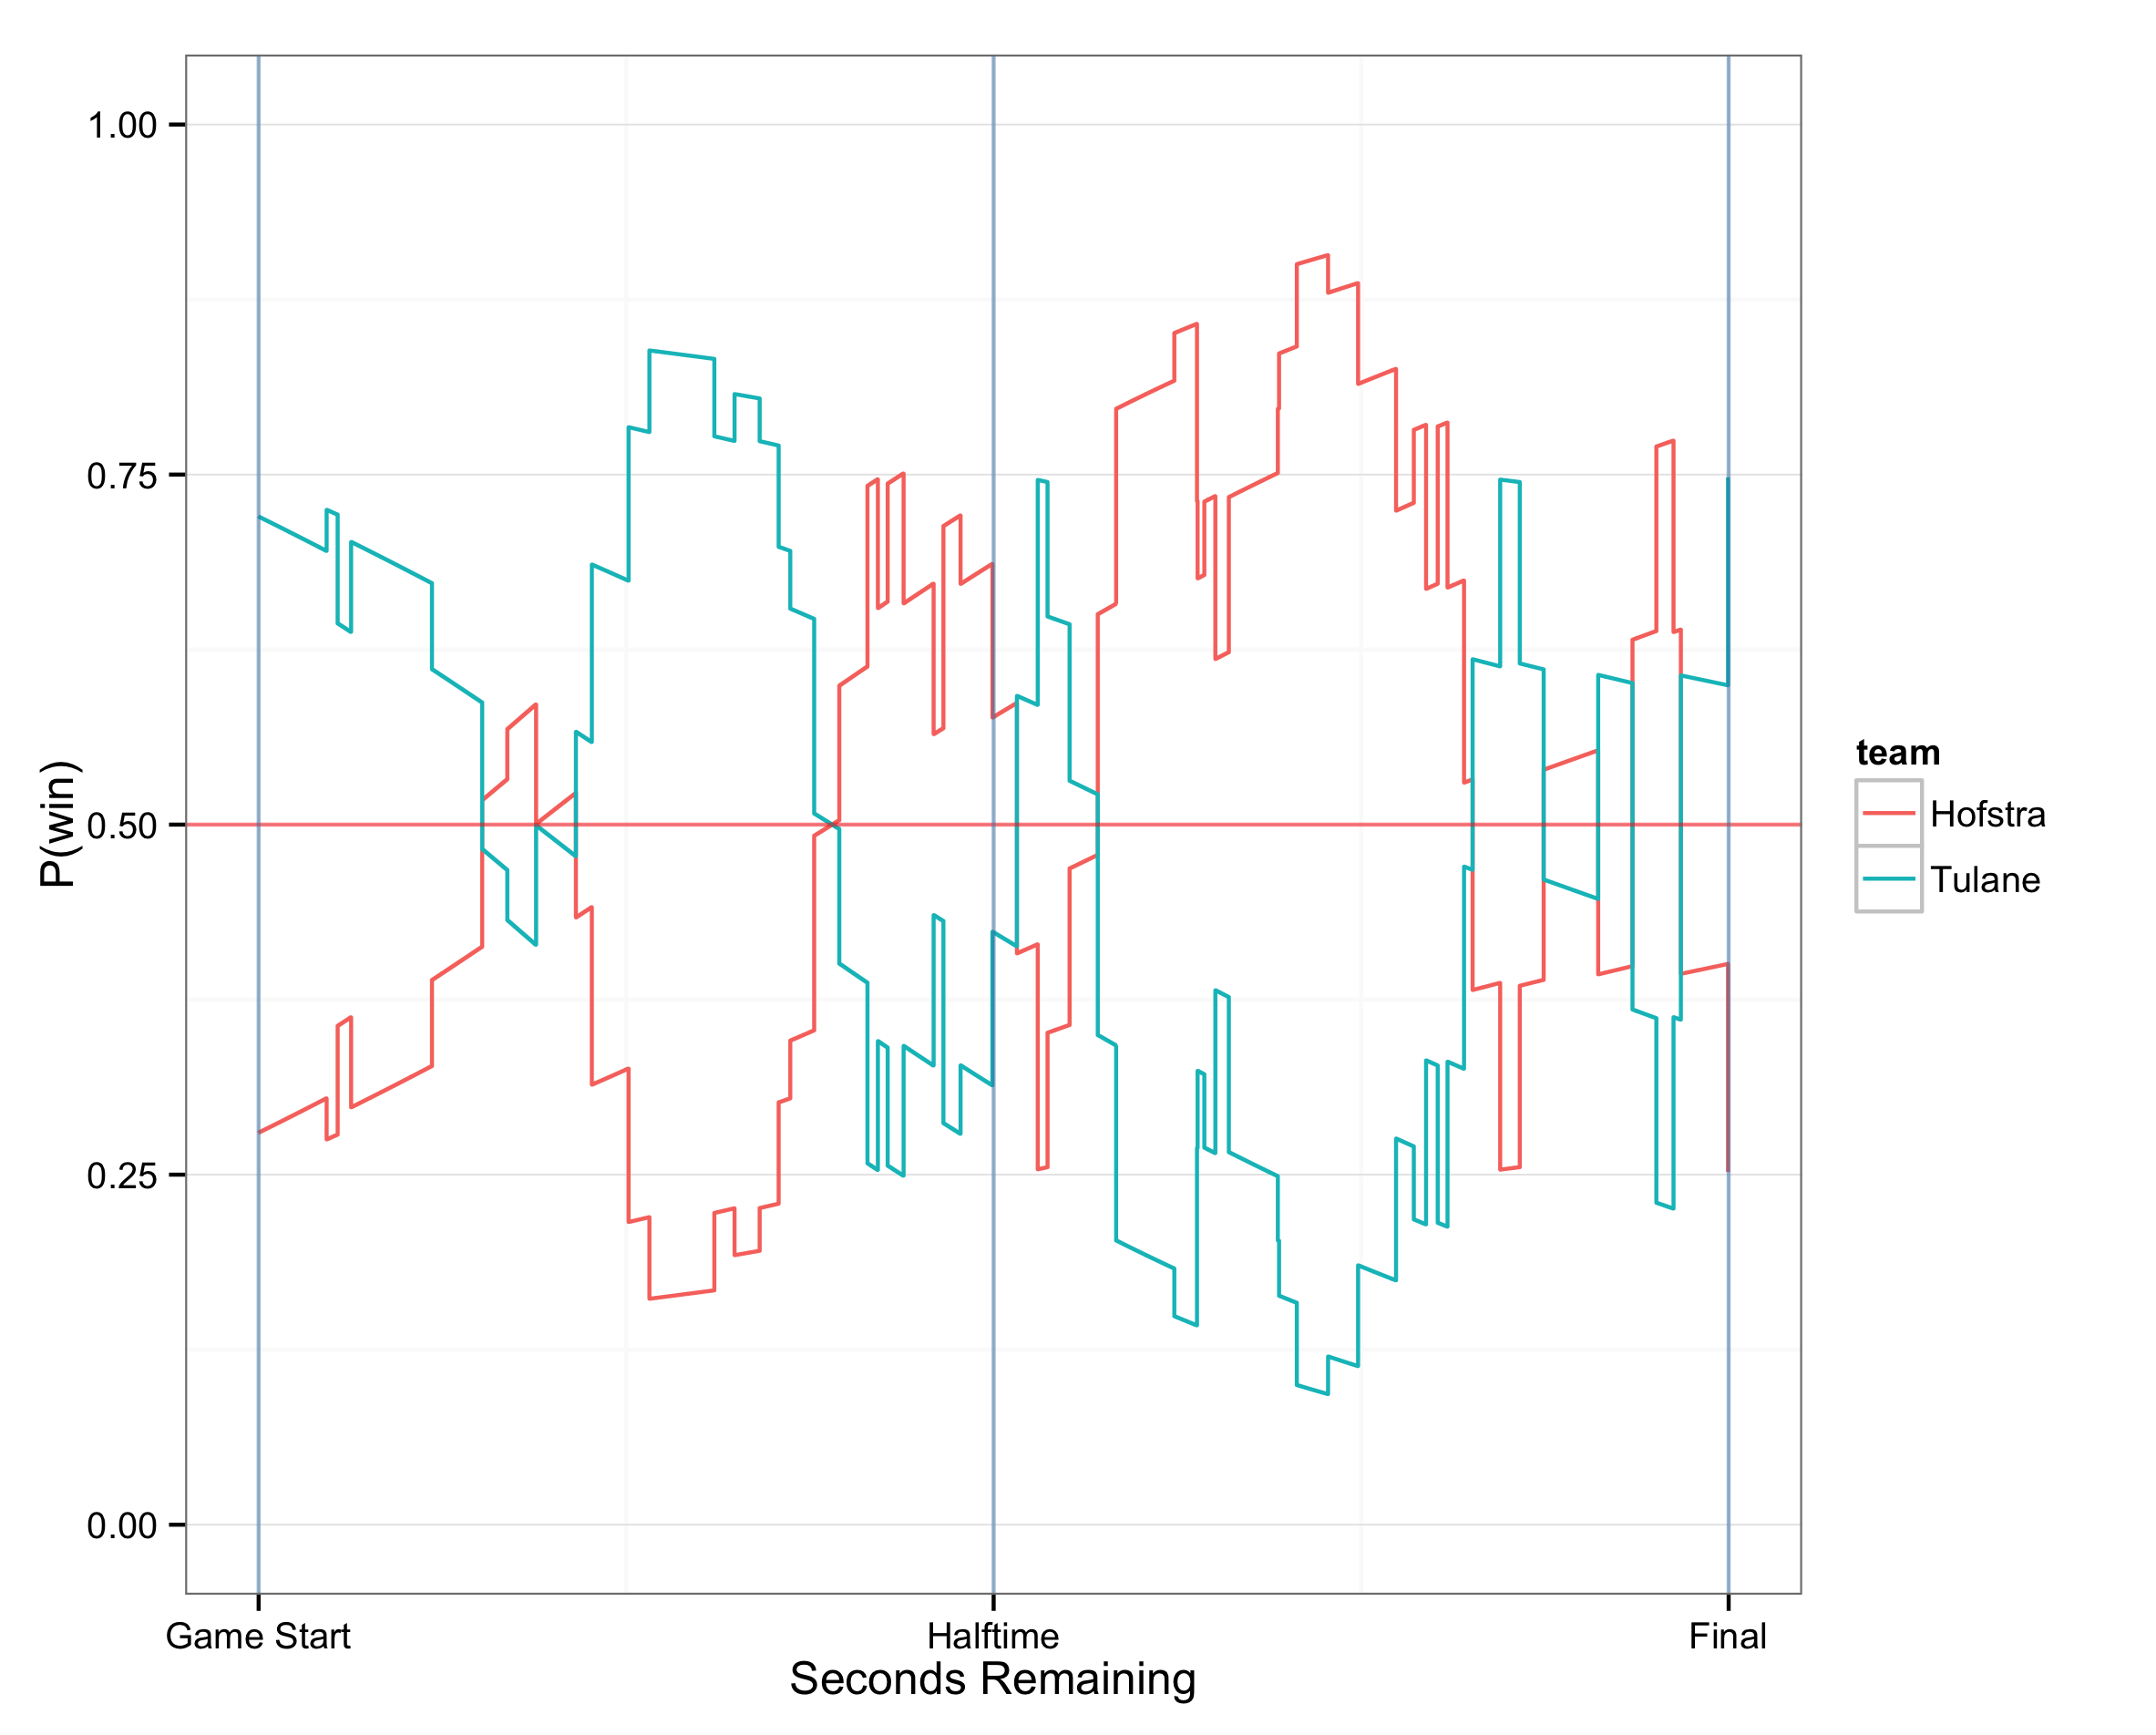 1.00
0.75
0.50
0.25
0.00
P(win)
Game Start
Halftime
Final
Seconds Remaining
team
Hofstra
Tulane